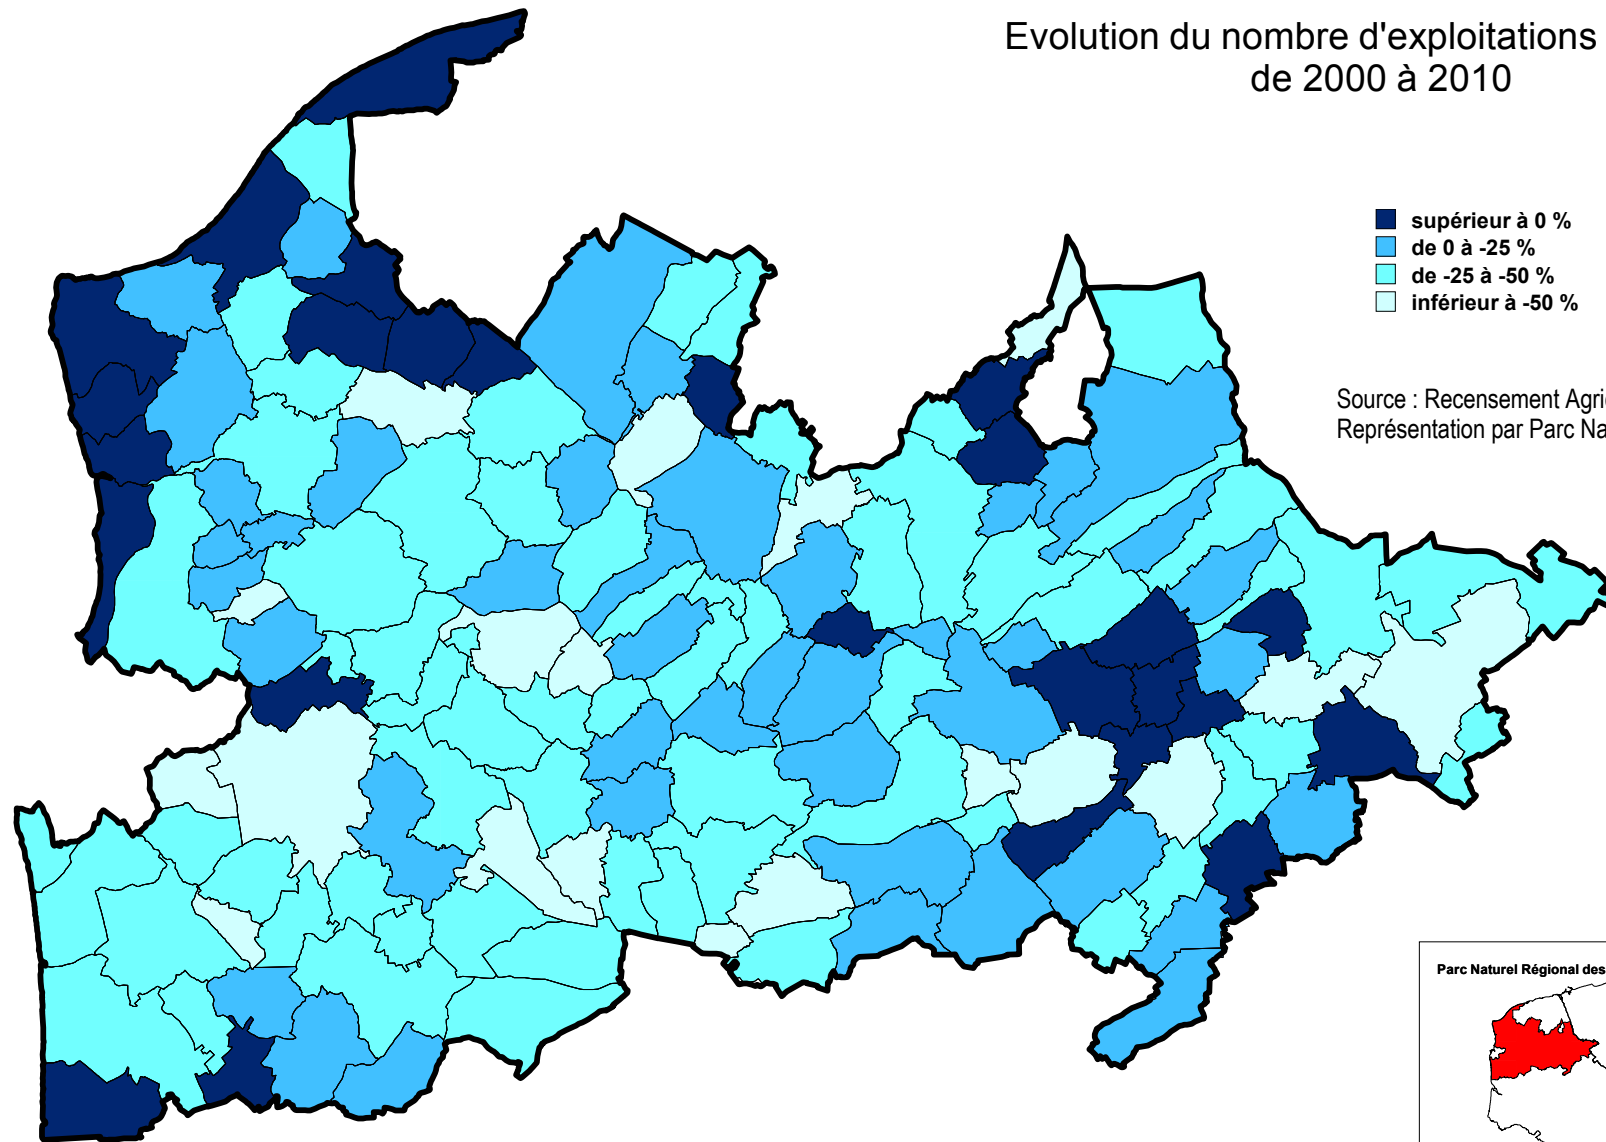 Evolution du nombre d'exploitations
de 2000 à 2010
supérieur à 0 %
de 0 à -25 %
de -25 à -50 %
inférieur à -50 %
Source : Recensement
Représentation par Parc
Parc Naturel Régional des